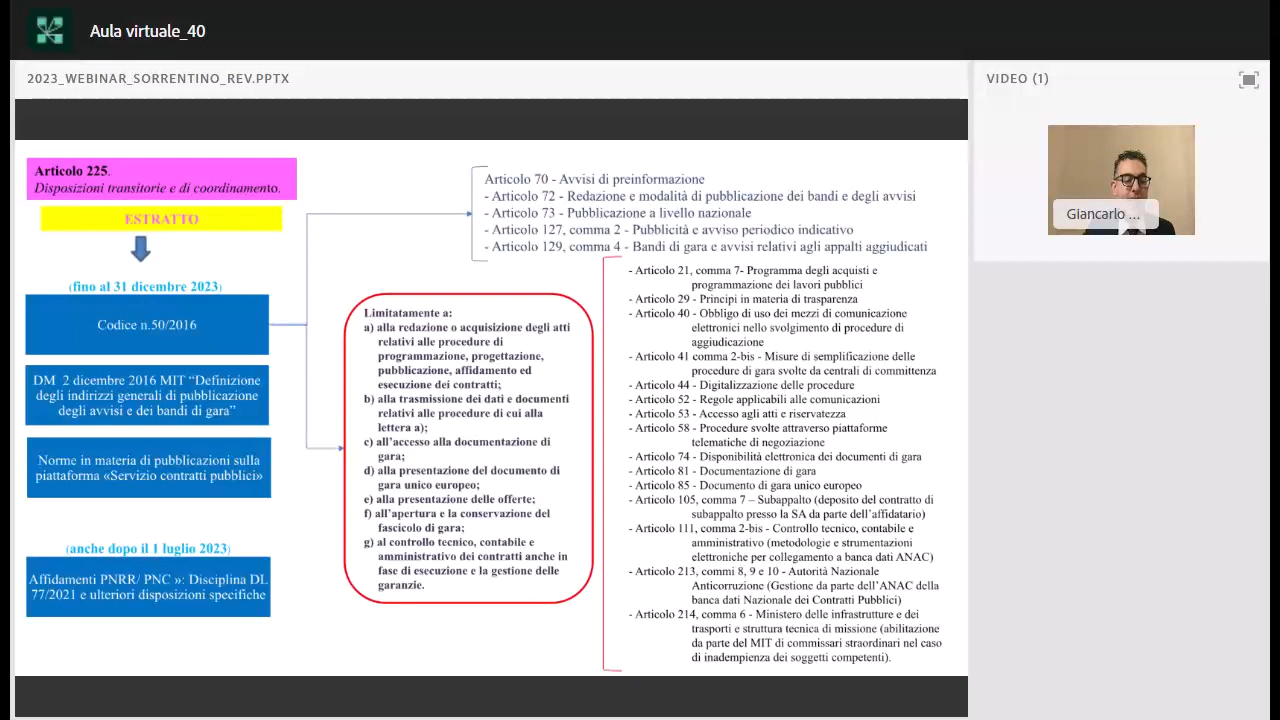 Aula virtuale_40
2023_WEBINAR_SORRENTINO_REV.PPTX
VIDEO (1)
Giancarlo ...
Articolo 225.
Disposizioni transitorie e di coordinamento.
ESTRATTO
(fino al 31 dicembre 2023)
Codice n.50/2016
DM 2 dicembre 2016 MIT “Definizione
degli indirizzi generali di pubblicazione
degli avvisi e dei bandi di gara”
Norme in materia di pubblicazioni sulla
piattaforma «Servizio contratti pubblici»
(anche dopo il 1 luglio 2023)
Affidamenti PNRR/ PNC »: Disciplina DL
77/2021 e ulteriori disposizioni specifiche
Articolo 70 - Avvisi di preinformazione
- Articolo 72 - Redazione e modalità di pubblicazione dei bandi e degli avvisi
- Articolo 73 - Pubblicazione a livello nazionale
- Articolo 127, comma 2 - Pubblicità e avviso periodico indicativo
- Articolo 129, comma 4 - Bandi di gara e avvisi relativi agli appalti aggiudicati
Limitatamente a:
a) alla redazione o acquisizione degli atti
relativi alle procedure di
programmazione, progettazione,
pubblicazione, affidamento ed
esecuzione dei contratti;
b) alla trasmissione dei dati e documenti
relativi alle procedure di cui alla
lettera a);
c) all’accesso alla documentazione di
gara;
d) alla presentazione del documento di
gara unico europeo;
e) alla presentazione delle offerte;
f) all’apertura e la conservazione del
fascicolo di gara;
g) al controllo tecnico, contabile e
amministrativo dei contratti anche in
fase di esecuzione e la gestione delle
garanzie.
- Articolo 21, comma 7- Programma degli acquisti e
programmazione dei lavori pubblici
- Articolo 29 - Principi in materia di trasparenza
- Articolo 40 - Obbligo di uso dei mezzi di comunicazione
elettronici nello svolgimento di procedure di
aggiudicazione
- Articolo 41 comma 2-bis - Misure di semplificazione delle
procedure di gara svolte da centrali di committenza
- Articolo 44 - Digitalizzazione delle procedure
- Articolo 52 - Regole applicabili alle comunicazioni
- Articolo 53 - Accesso agli atti e riservatezza
- Articolo 58 - Procedure svolte attraverso piattaforme
telematiche di negoziazione
- Articolo 74 - Disponibilità elettronica dei documenti di gara
- Articolo 81 - Documentazione di gara
- Articolo 85 - Documento di gara unico europeo
- Articolo 105, comma 7 – Subappalto (deposito del contratto di
subappalto presso la SA da parte dell’affidatario)
- Articolo 111, comma 2-bis - Controllo tecnico, contabile e
amministrativo (metodologie e strumentazioni
elettroniche per collegamento a banca dati ANAC)
- Articolo 213, commi 8, 9 e 10 - Autorità Nazionale
Anticorruzione (Gestione da parte dell’ANAC della
banca dati Nazionale dei Contratti Pubblici)
- Articolo 214, comma 6 - Ministero delle infrastrutture e dei
trasporti e struttura tecnica di missione (abilitazione
da parte del MIT di commissari straordinari nel caso
di inadempienza dei soggetti competenti).